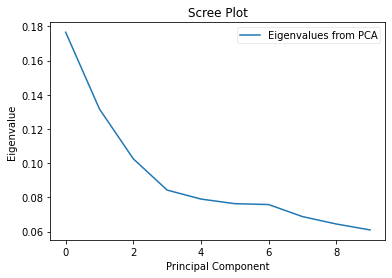 Scree Plot
Eigenvalues from PCA
0.18
0.16
0.14
0.12
0.10
0.08
0.06
Eigenvalue
0 2 4 6 8
Principal Component